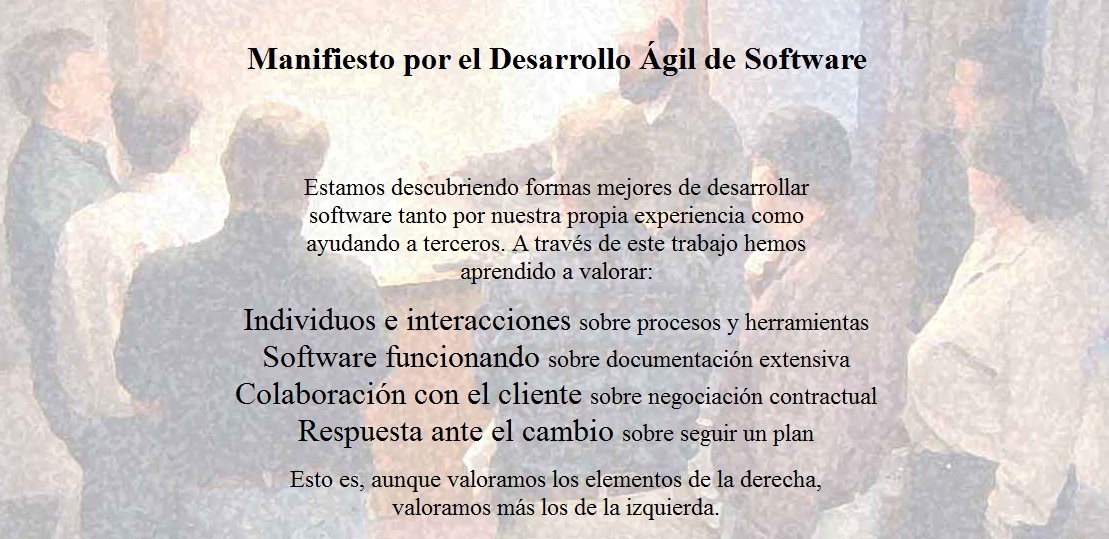 Manifiesto por el Desarrollo Ágil de Software
Estamos descubriendo formas mejores de desarrollar
software tanto por nuestra propia experiencia como
ayudando a terceros. A través de este trabajo hemos
aprendido a valorar:
Individuos e interacciones sobre procesos y herramientas
Software funcionando sobre documentación extensiva
Colaboración con el cliente sobre negociación contractual
Respuesta ante el cambio sobre seguir un plan
Esto es, aunque valoramos los elementos de la derecha,
valoramos más los de la izquierda.